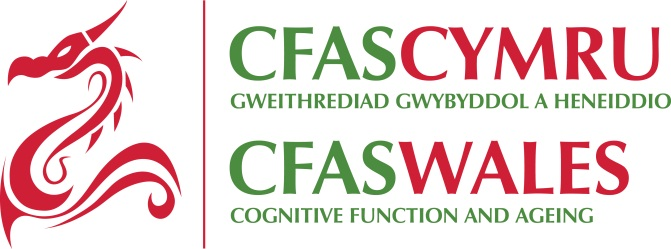 CFASCYMRU
GWEITHREDIAD GWYBYDDOL A HENEIDDIO
CFASWALES
COGNITIVE FUNCTION AND AGEING